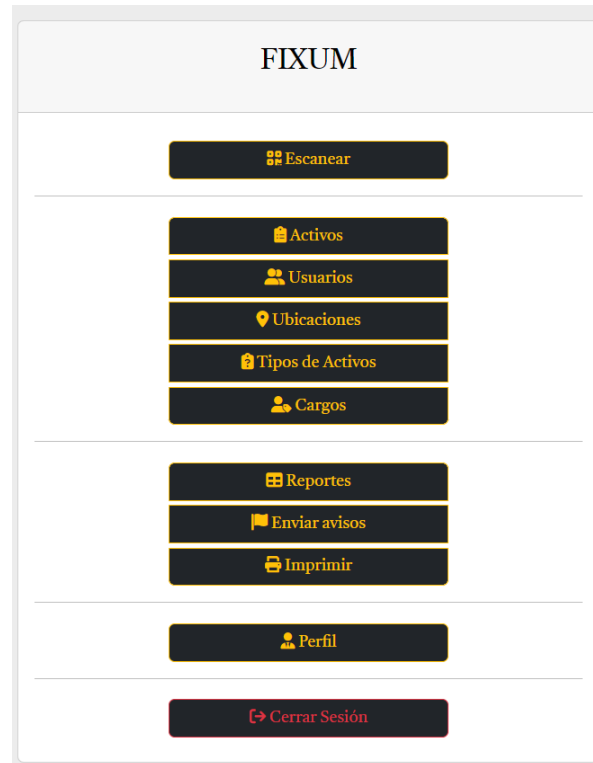 FIXUM
Escanear
Activos
Usuarios
Ubicaciones
Tipos de Activos
Cargos
Reportes
Enviar avisos
Imprimir
Perfil
Cerrar Sesión